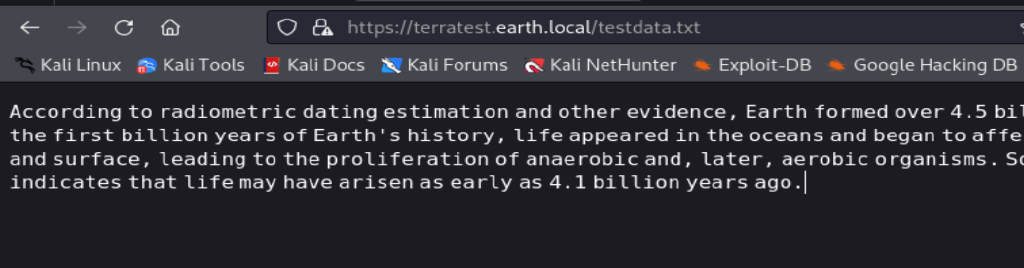 https://terratest.earth.local/testdata.txt
Kali Linux Kali Tools Kali Docs Kali Forums Kali NetHunter Exploit-DB Google Hacking DB
According to radiometric dating estimation and other evidence, Earth formed over 4.5 bil
the first billion years of Earth's history, life appeared in the oceans and began to affe
and surface, leading to the proliferation of anaerobic and, later, aerobic organisms. So
indicates that life may have arisen as early as 4.1 billion years ago.